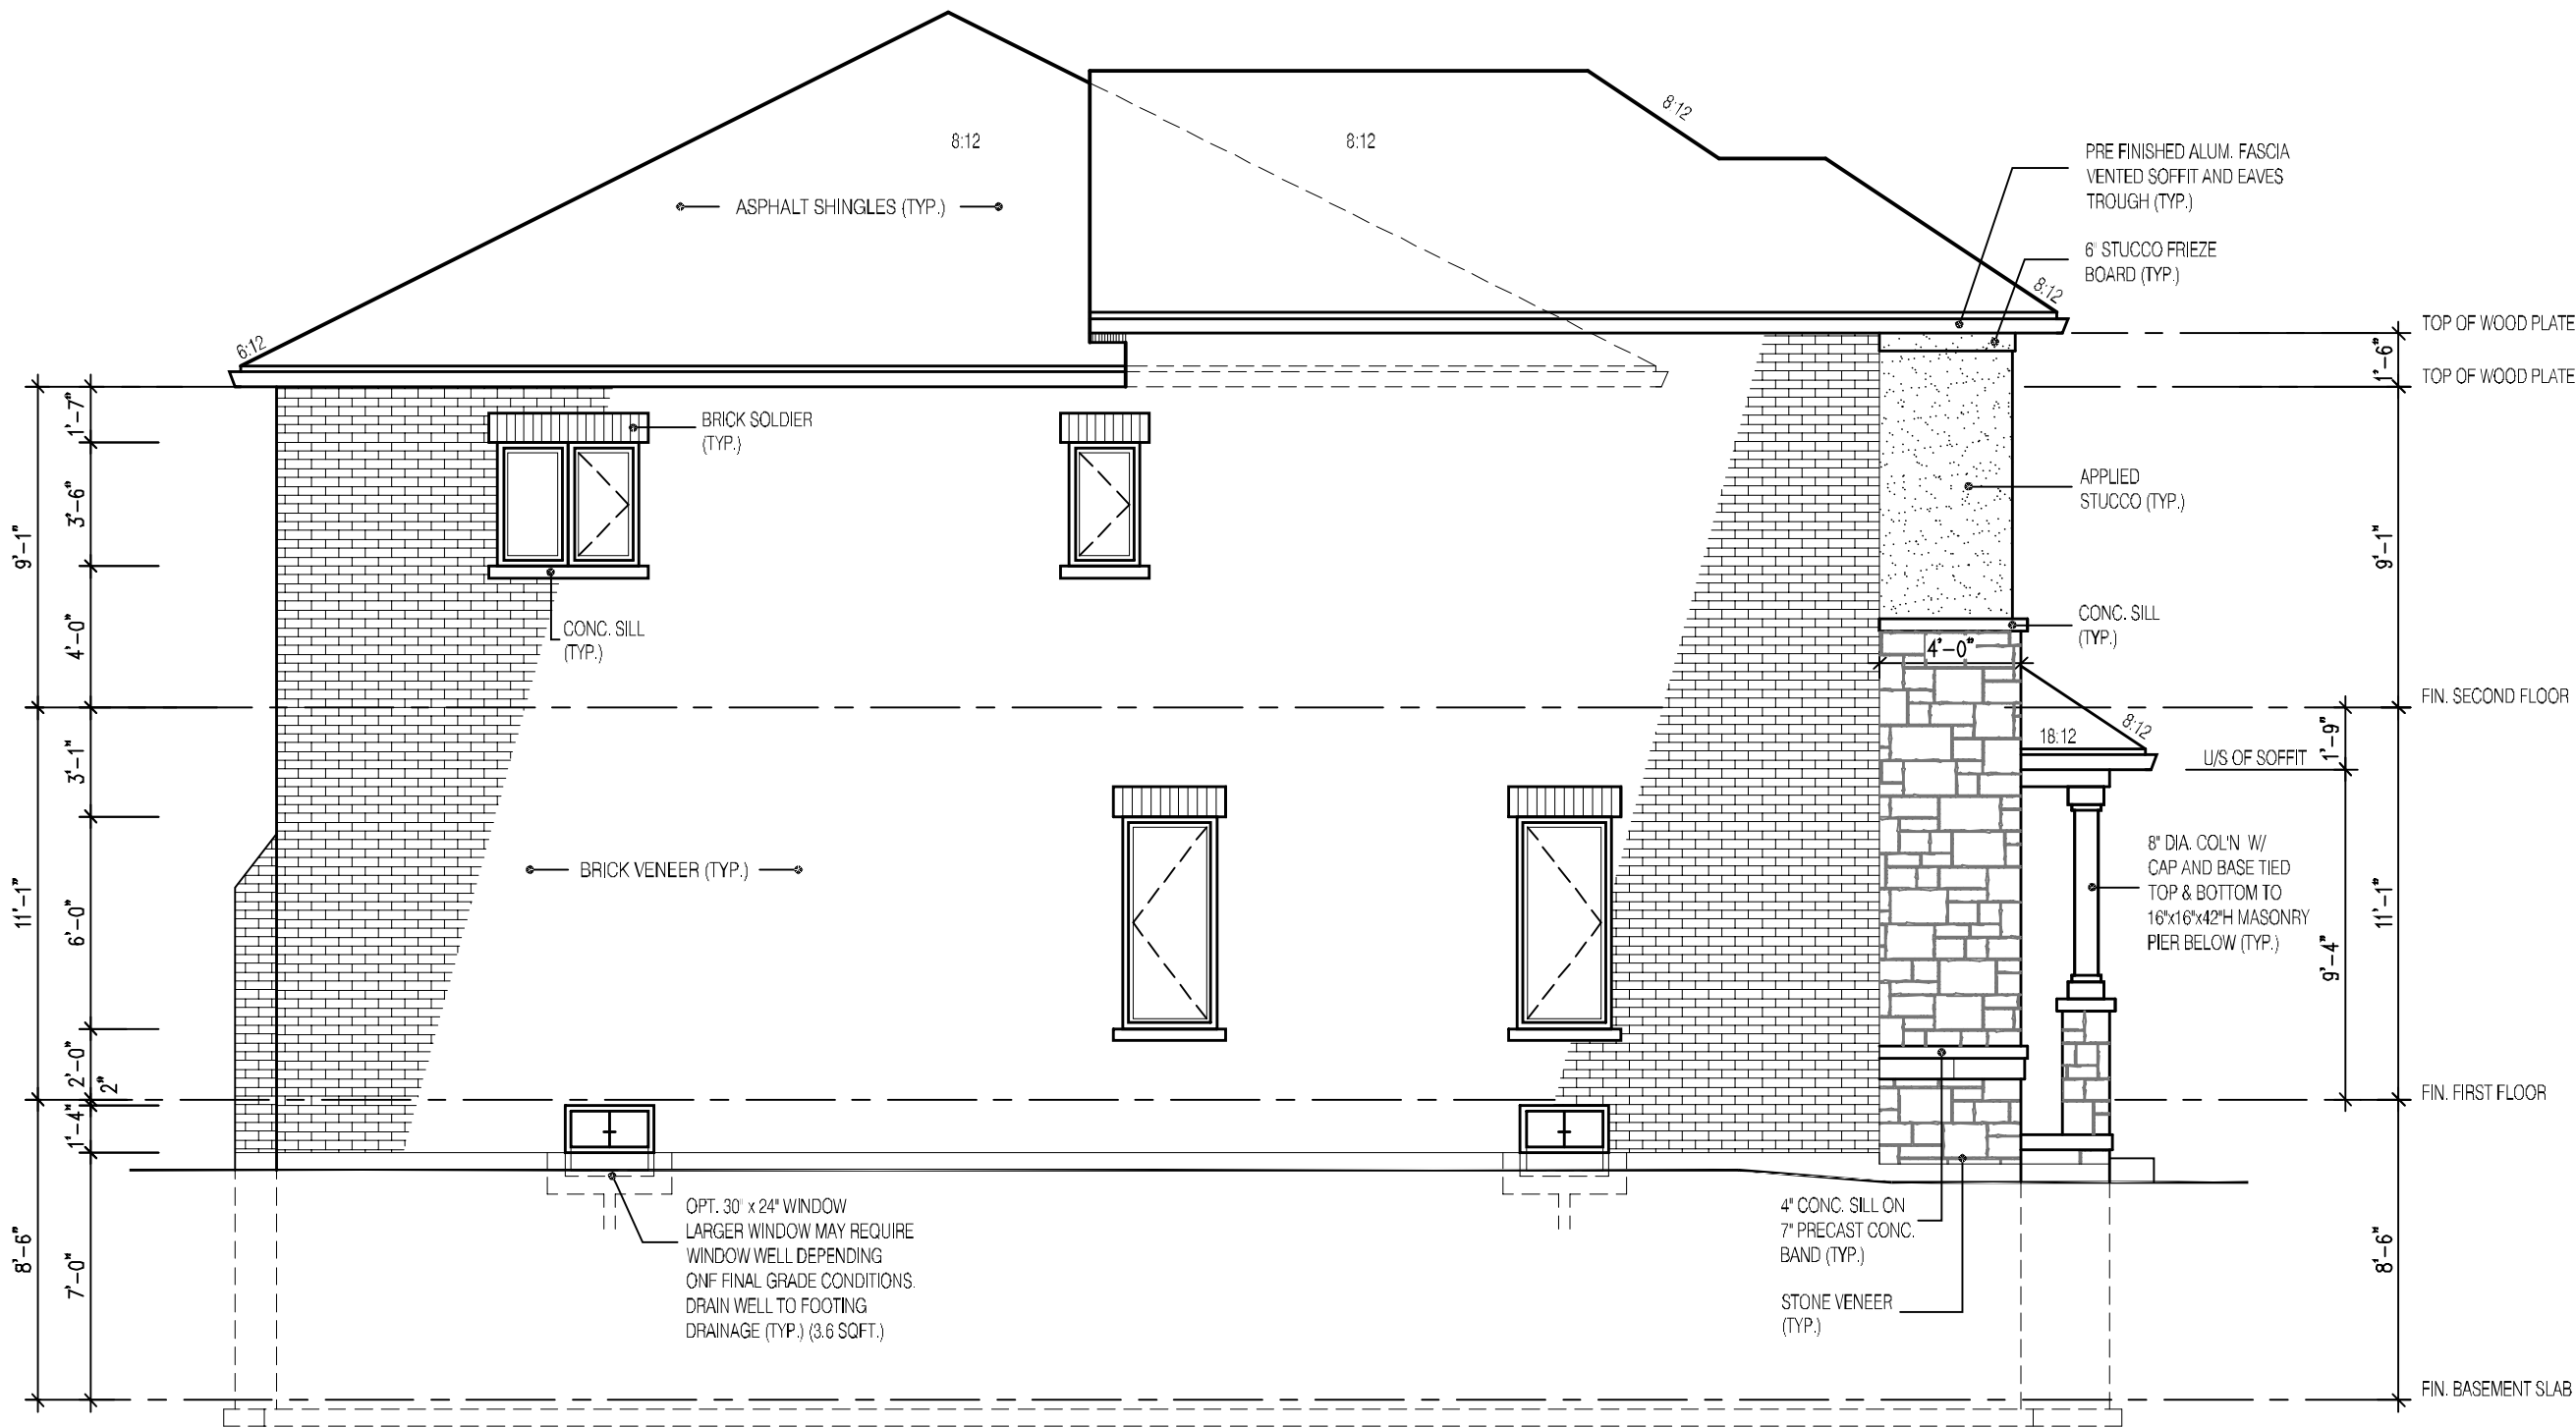 8:12
8:12
8:12
8:12
6:12
ASPHALT SHINGLES (TYP.)
PRE FINISHED ALUM. FASCIA
VENTED SOFFIT AND EAVES
TROUGH (TYP.)
6" STUCCO FRIEZE
BOARD (TYP.)
TOP OF WOOD PLATE
1'-6"
TOP OF WOOD PLATE
BRICK SOLDIER
(TYP.)
APPLIED
STUCCO (TYP.)
CONC. SILL
(TYP.)
CONC. SILL
(TYP.)
4'-0"
FIN. SECOND FLOOR
8:12
18:12
U/S OF SOFFIT
BRICK VENEER (TYP.)
8" DIA. COL'N W/
CAP AND BASE TIED
TOP & BOTTOM TO
16"x16"x42"H MASONRY
PIER BELOW (TYP.)
FIN. FIRST FLOOR
OPT. 30" x 24" WINDOW
LARGER WINDOW MAY REQUIRE
WINDOW WELL DEPENDING
ONF FINAL GRADE CONDITIONS.
DRAIN WELL TO FOOTING
DRAINAGE (TYP.) (3.6 SQFT.)
4" CONC. SILL ON
7" PRECAST CONC.
BAND (TYP.)
STONE VENEER
(TYP.)
FIN. BASEMENT SLAB
9'-1"
11'-1"
8'-6"
1'-7"
3'-6"
4'-0"
3'-1"
6'-0"
2'-0"
2"
1'-4"
7'-0"
1'-9"
9'-4"
9'-1"
11'-1"
8'-6"